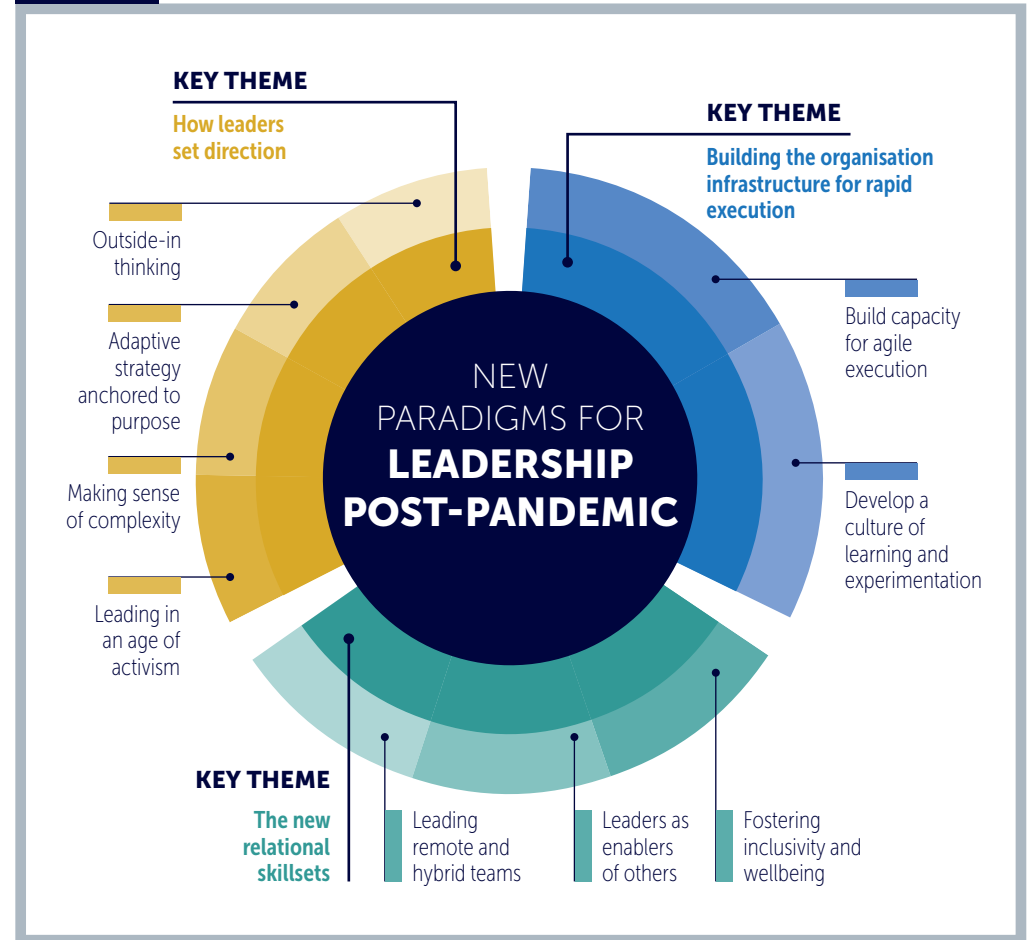 KEY THEME
How leaders
set direction
Outside-in
thinking
Adaptive
strategy
anchored to
purpose
Making sense
of complexity
Leading in
an age of
activism
KEY THEME
Building the organisation
infrastructure for rapid
execution
Build capacity
for agile
execution
Develop a
culture of
learning and
experimentation
NEW
PARADIGMS FOR
LEADERSHIP
POST-PANDEMIC
KEY THEME
The new
relational
skillsets
Leading
remote and
hybrid teams
Leaders as
enablers
of others
Fostering
inclusivity and
wellbeing